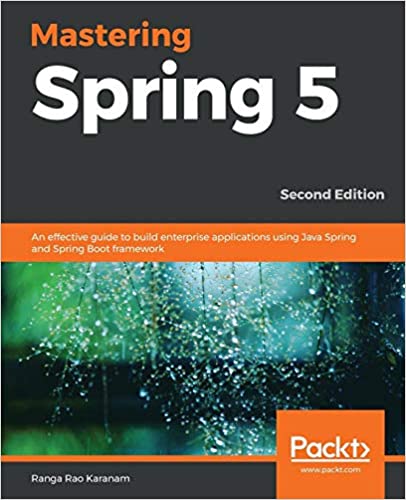 Mastering
Spring 5
Second Edition
An effective guide to build enterprise applications using Java Spring
and Spring Boot framework
Packt>
www.packt.com
Ranga Rao Karanam